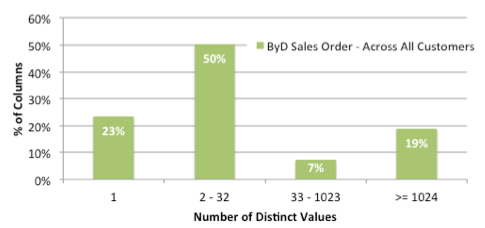 60%
50%
40%
30%
20%
10%
0%
% of Columns
ByD Sales Order - Across All Customers
23%
50%
7%
19%
1
2 - 32
33 - 1023
>= 1024
Number of Distinct Values